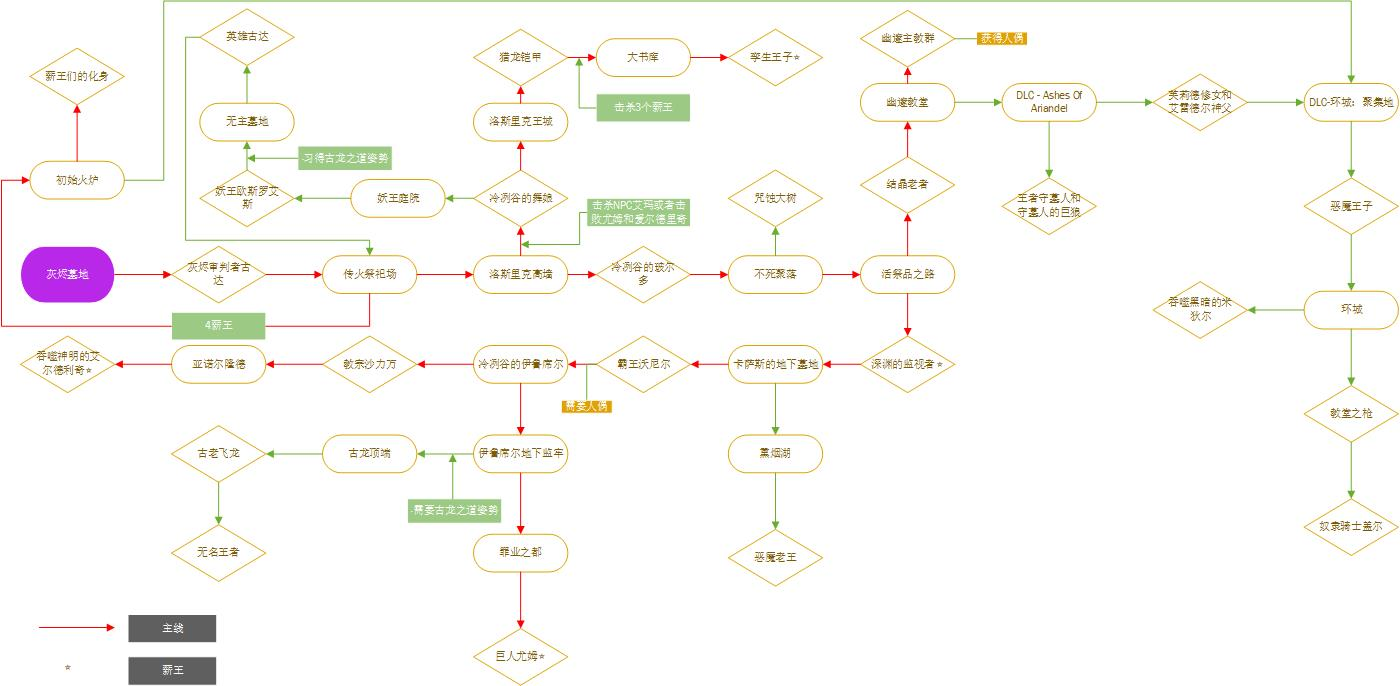 薪王们的化身
英雄古达
猎龙铠甲
大书库
孪生王子*
幽邃主教群
获得人偶
无主墓地
洛斯里克王城
击杀3个薪王
幽邃教堂
DLC - Ashes Of
Ariandel
芙莉德修女和
艾雷德尔神父
DLC-环城：聚集地
初始火炉
习得古龙之道姿势
妖王欧斯罗艾
斯
妖王庭院
冷冽谷的舞娘
击杀NPC艾玛或者击
败尤姆和爱尔德里奇
咒蚀大树
结晶老者
王者守墓人和
守墓人的巨狼
恶魔王子
灰烬墓地
灰烬审判者古
达
传火祭祀场
洛斯里克高墙
冷冽谷的玻尔
多
不死聚落
活祭品之路
吞噬黑暗的米
狄尔
环城
4薪王
吞噬神明的艾
尔德利奇*
亚诺尔隆德
教宗沙力万
冷冽谷的伊鲁席尔
霸王沃尼尔
卡萨斯的地下墓地
深渊的监视者*
需要人偶
教堂之枪
古老飞龙
古龙顶端
伊鲁席尔地下监牢
薰烟湖
需要古龙之道姿势
奴隶骑士盖尔
无名王者
罪业之都
恶魔老王
主线
巨人尤姆*
* 薪王